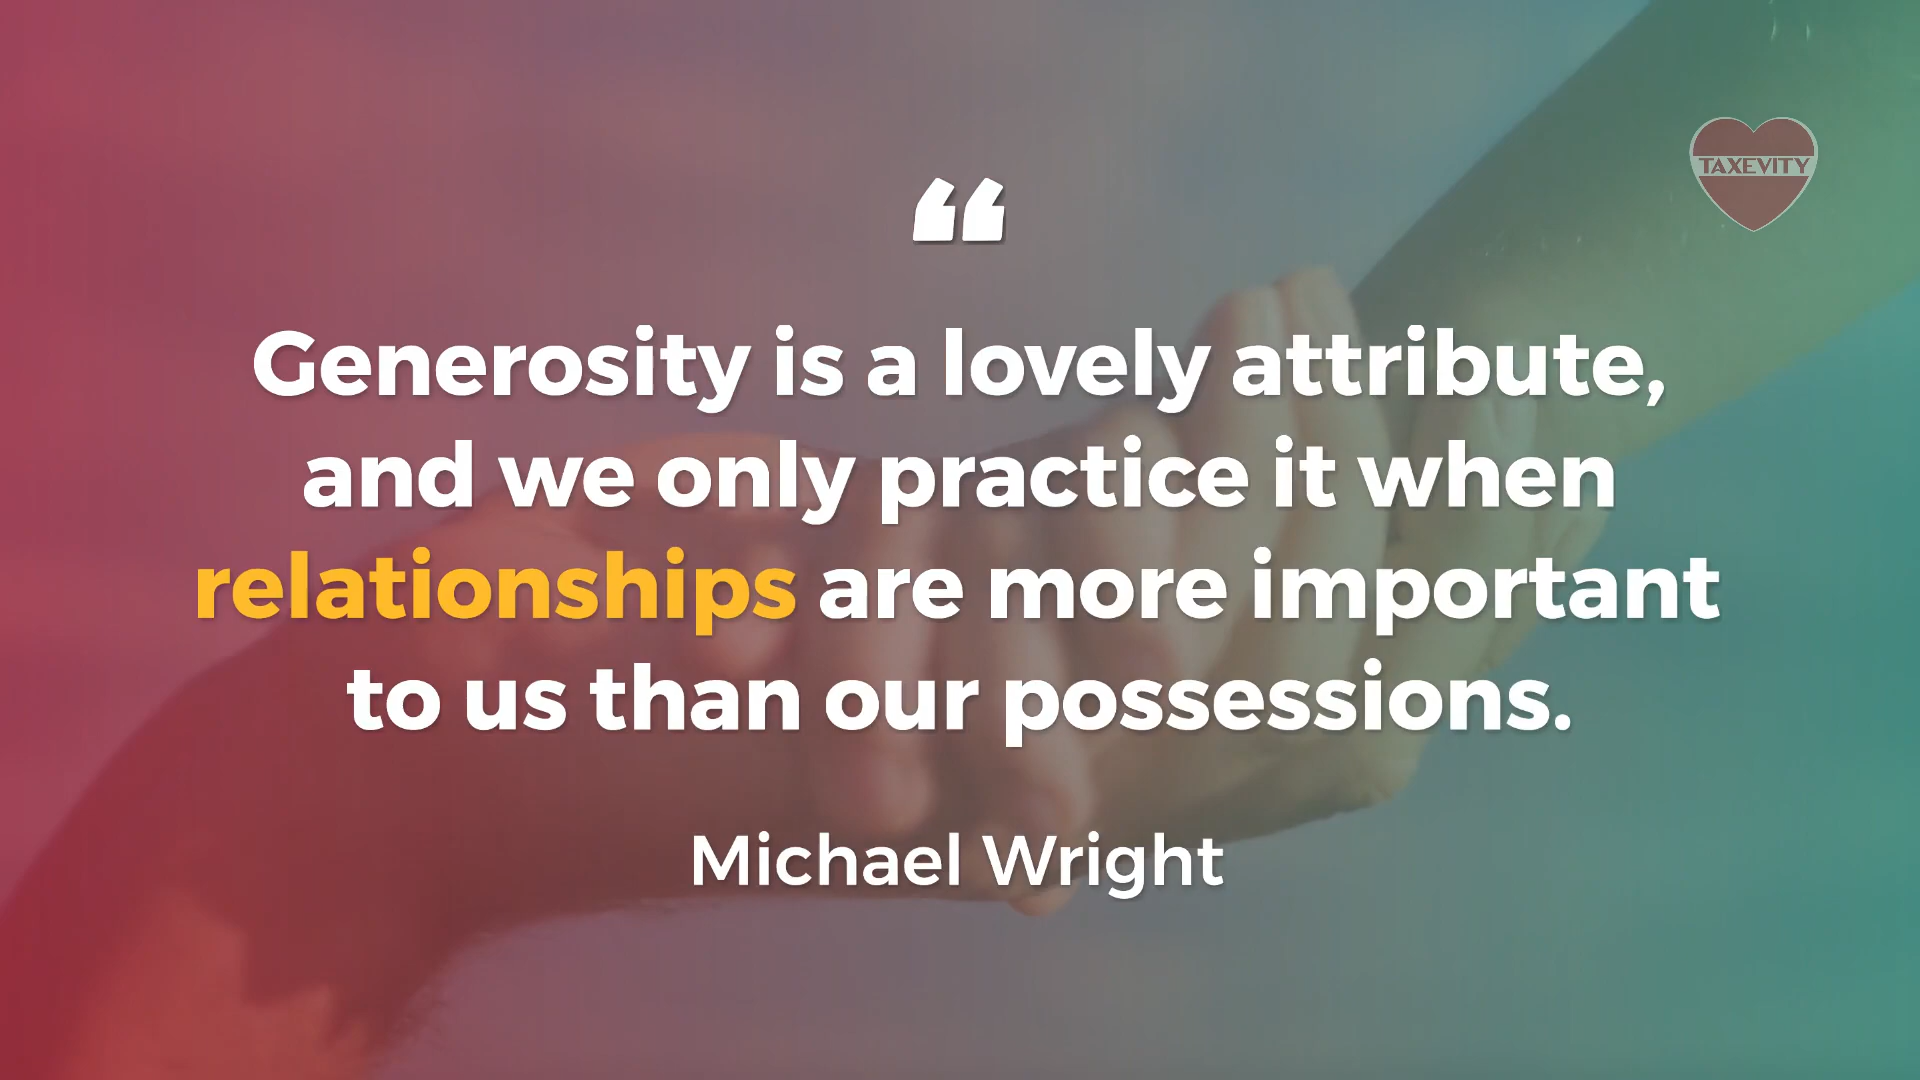 TAXEVITY
“
Generosity is a lovely attribute,
and we only practice it when
relationships are more important
to us than our possessions.
Michael Wright